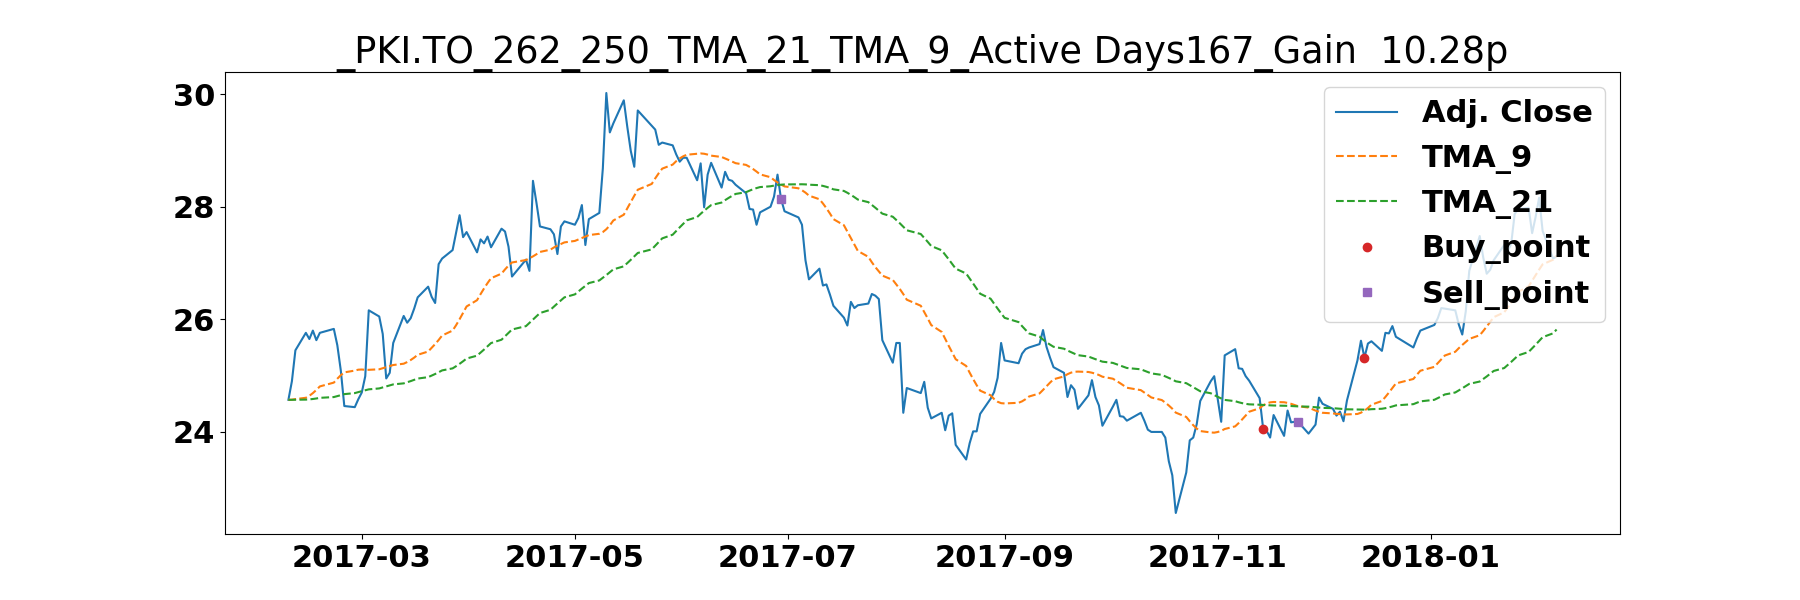 _PKI.TO_262_250_TMA_21_TMA_9_Active Days167_Gain  10.28p
30
28
26
24
Adj. Close
TMA_9
TMA_21
Buy_point
Sell_point
2017-03 2017-05 2017-07 2017-09 2017-11 2018-01